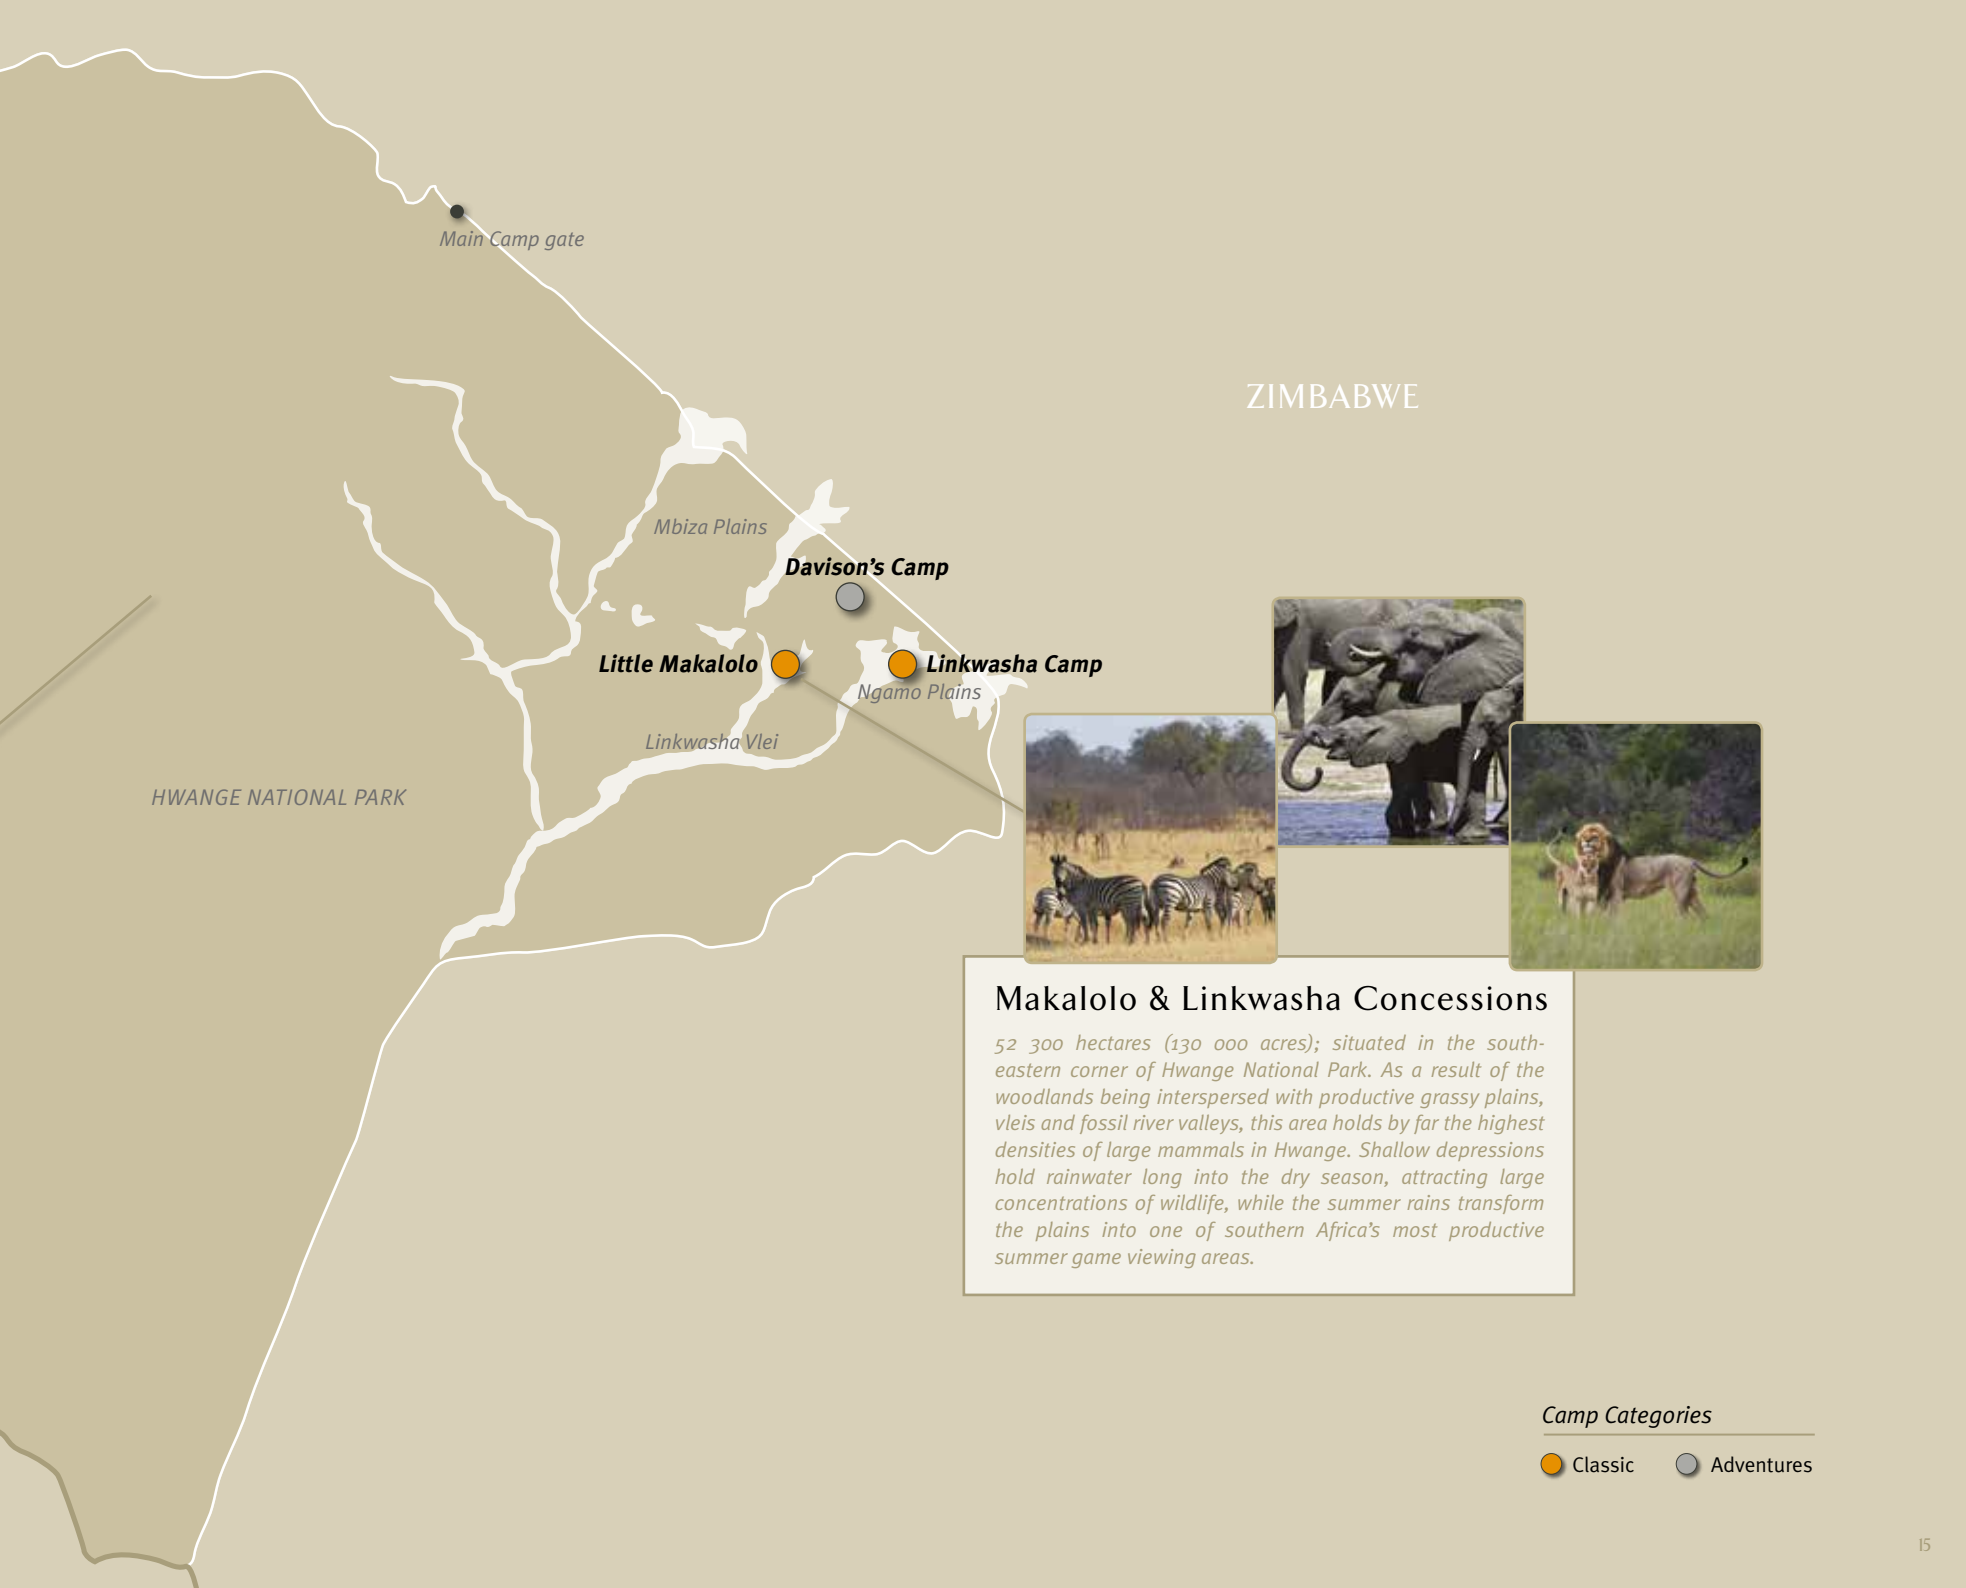 Main Camp gate
ZIMBABWE
Mbiza Plains
Davison’s Camp
Little Makalolo
Linkwasha Camp
Ngamo Plains
Linkwasha Vlei
HWANGE NATIONAL PARK
Makalolo & Linkwasha Concessions
52 300 hectares (130 000 acres); situated in the south-
eastern corner of Hwange National Park. As a result of the
woodlands being interspersed with productive grassy plains,
vleis and fossil river valleys, this area holds by far the highest
densities of large mammals in Hwange. Shallow depressions
hold rainwater long into the dry season, attracting large
concentrations of wildlife, while the summer rains transform
the plains into one of southern Africa’s most productive
summer game viewing areas.
Camp Categories
Classic
Adventures
15